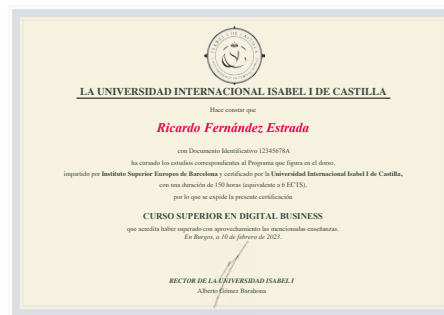 LA UNIVERSIDAD INTERNACIONAL ISABEL I DE CASTILLA
Hace constar que
Ricardo Fernández Estrada
con Documento Identificativo 12345678A
ha cursado los estudios correspondientes al Programa que figura en el dorso,
impartido por Instituto Superior Europeo de Barcelona y certificado por la Universidad Internacional Isabel I de Castilla,
con una duración de 150 horas (equivalente a 6 ECTS),
por lo que se expide la presente certificación
CURSO SUPERIOR EN DIGITAL BUSINESS
que acredita haber superado con aprovechamiento las mencionadas enseñanzas.
En Burgos, a 10 de febrero de 2023.
RECTOR DE LA UNIVERSIDAD ISABEL I
Alberto Gómez Barahona